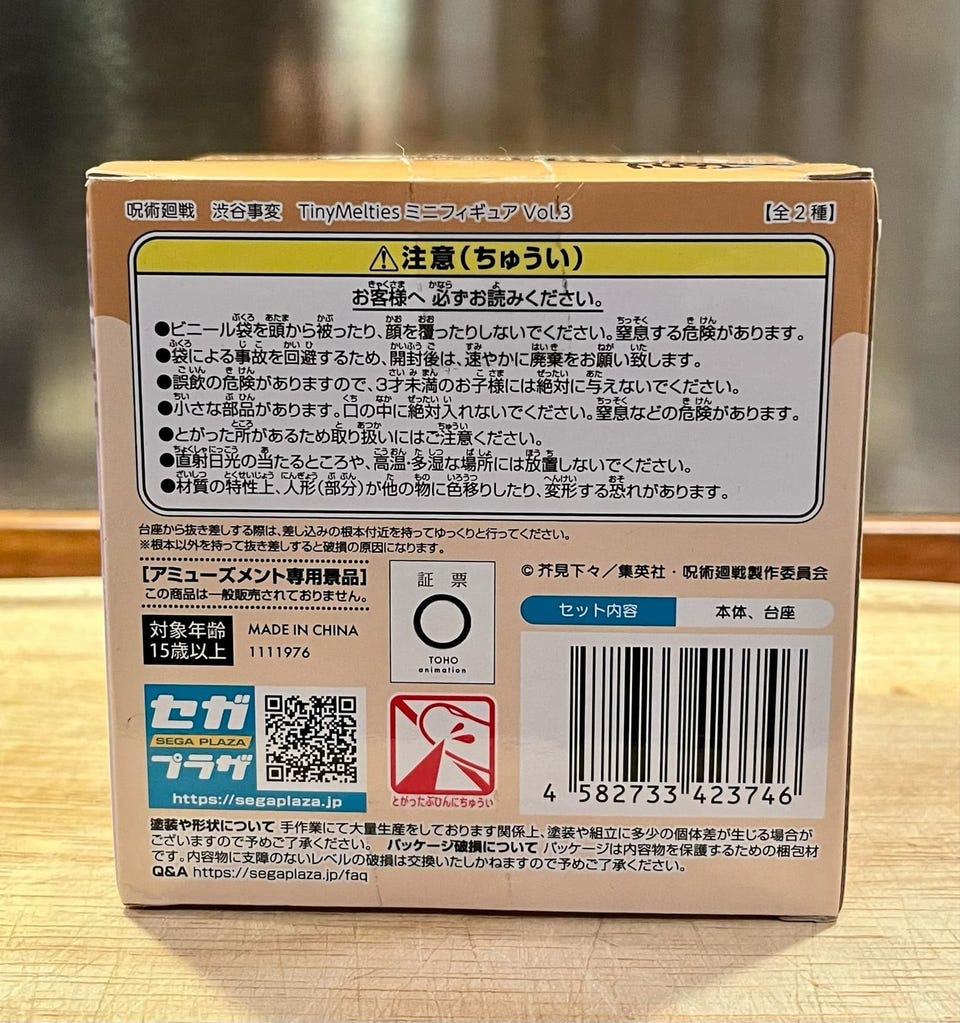 呪術廻戦 渋谷事変 TinyMelties ミニフィギュア Vol.3 【全2種】
⚠注意(ちゅうい)
お客様へ 必ずお読みください。
●ビニール袋を頭から被ったり、顔を覆ったりしないでください。窒息する危険があります。
●袋による事故を回避するため、開封後は、速やかに廃棄をお願い致します。
●誤飲の危険がありますので、3才未満のお子様には絶対に与えないでください。
●小さな部品があります。口の中に絶対入れないでください。窒息などの危険があります。
●とがった所があるため取り扱いにはご注意ください。
●直射日光の当たるところや、高温・多湿な場所には放置しないでください。
●材質の特性上、人形(部分)が他の物に色移りしたり、変形する恐れがあります。
台座から抜き差しする際は、差し込みの根本付近を持ってゆっくりと行ってください。
※根本以外を持って抜き差しすると破損の原因になります。
【アミューズメント専用景品】
この商品は一般販売されておりません。
対象年齢
15歳以上
MADE IN CHINA
1111976
証票
TOHO
animation
©芥見下々/集英社・呪術廻戦製作委員会
セット内容 本体、台座
セガ
SEGA PLAZA
プラザ
https://segaplaza.jp
とがったぶひんにちゅうい
4 582733 423746
塗装や形状について 手作業にて大量生産をしております関係上、塗装や組立に多少の個体差が生じる場合が
ございますので予めご了承ください。 パッケージ破損について パッケージは内容物を保護するための梱包材
です。内容物に支障のないレベルの破損は交換いたしかねますので予めご了承ください。
Q&A https://segaplaza.jp/faq